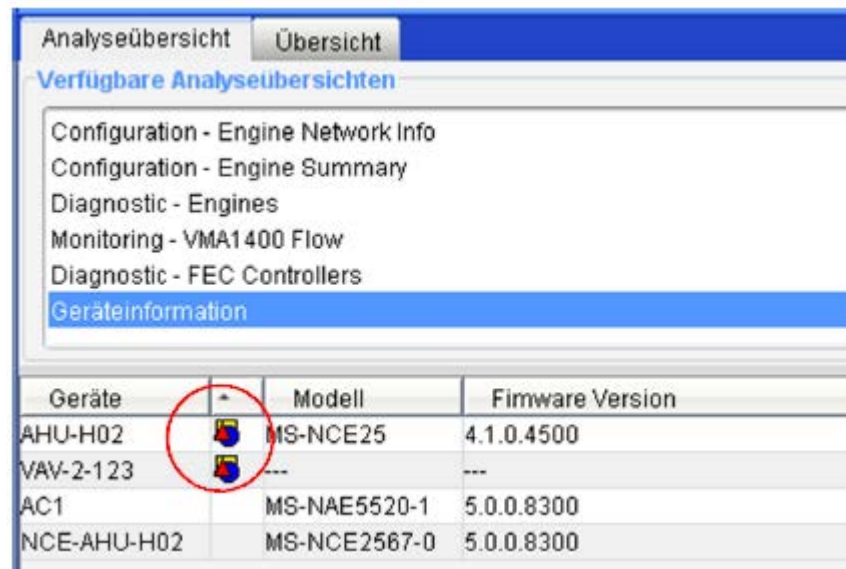 Analyseübersicht Übersicht
Verfügbare Analyseübersichten
Configuration - Engine Network Info
Configuration - Engine Summary
Diagnostic - Engines
Monitoring - VMA1400 Flow
Diagnostic - FEC Controllers
Geräteinformation
Geräte Modell Fimware Version
AHU-H02 MS-NCE25 4.1.0.4500
VAV-2-123 --- ---
AC1 MS-NAE5520-1 5.0.0.8300
NCE-AHU-H02 MS-NCE2567-0 5.0.0.8300